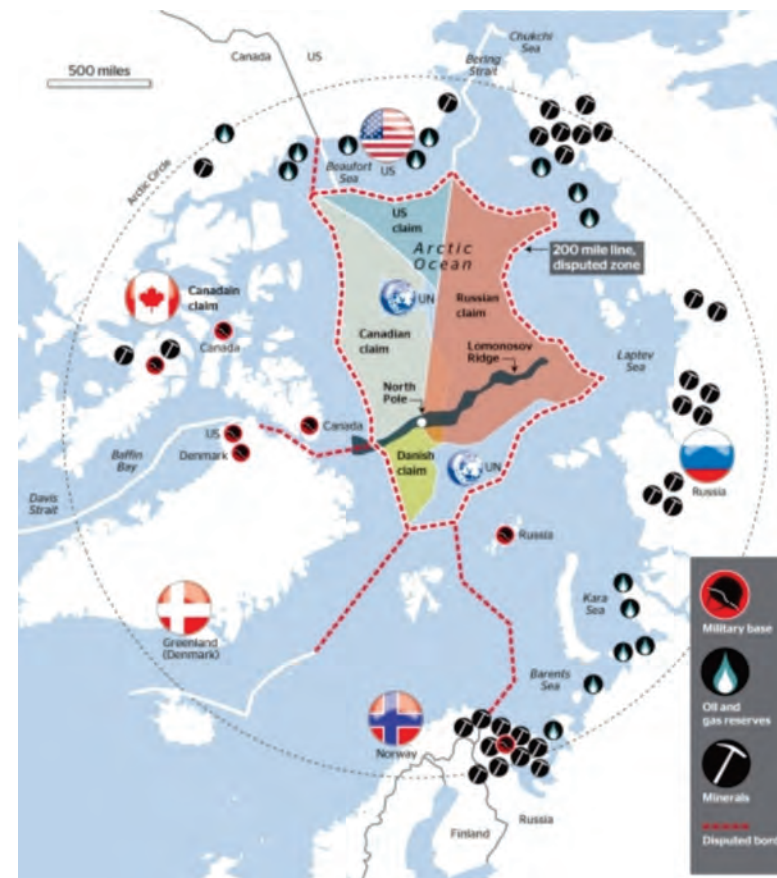 500 miles
Canada
US
Chukchi
Sea
Bering
Strait
Arctic Circle
Beaufort
Sea
US
US
claim
Arctic
Ocean
200 mile line,
disputed zone
UN
Russian
claim
Canadain
claim
Canada
Canadian
claim
Lomonosov
Ridge
Laptev
Sea
North
Pole
Canada
US
Denmark
Baffin
Bay
Danish
claim
UN
Davis
Strait
Russia
Russia
Greenland
(Denmark)
Kara
Sea
Barents
Sea
Norway
Finland
Russia
Military base
Oil and
gas reserves
Minerals
Disputed bord